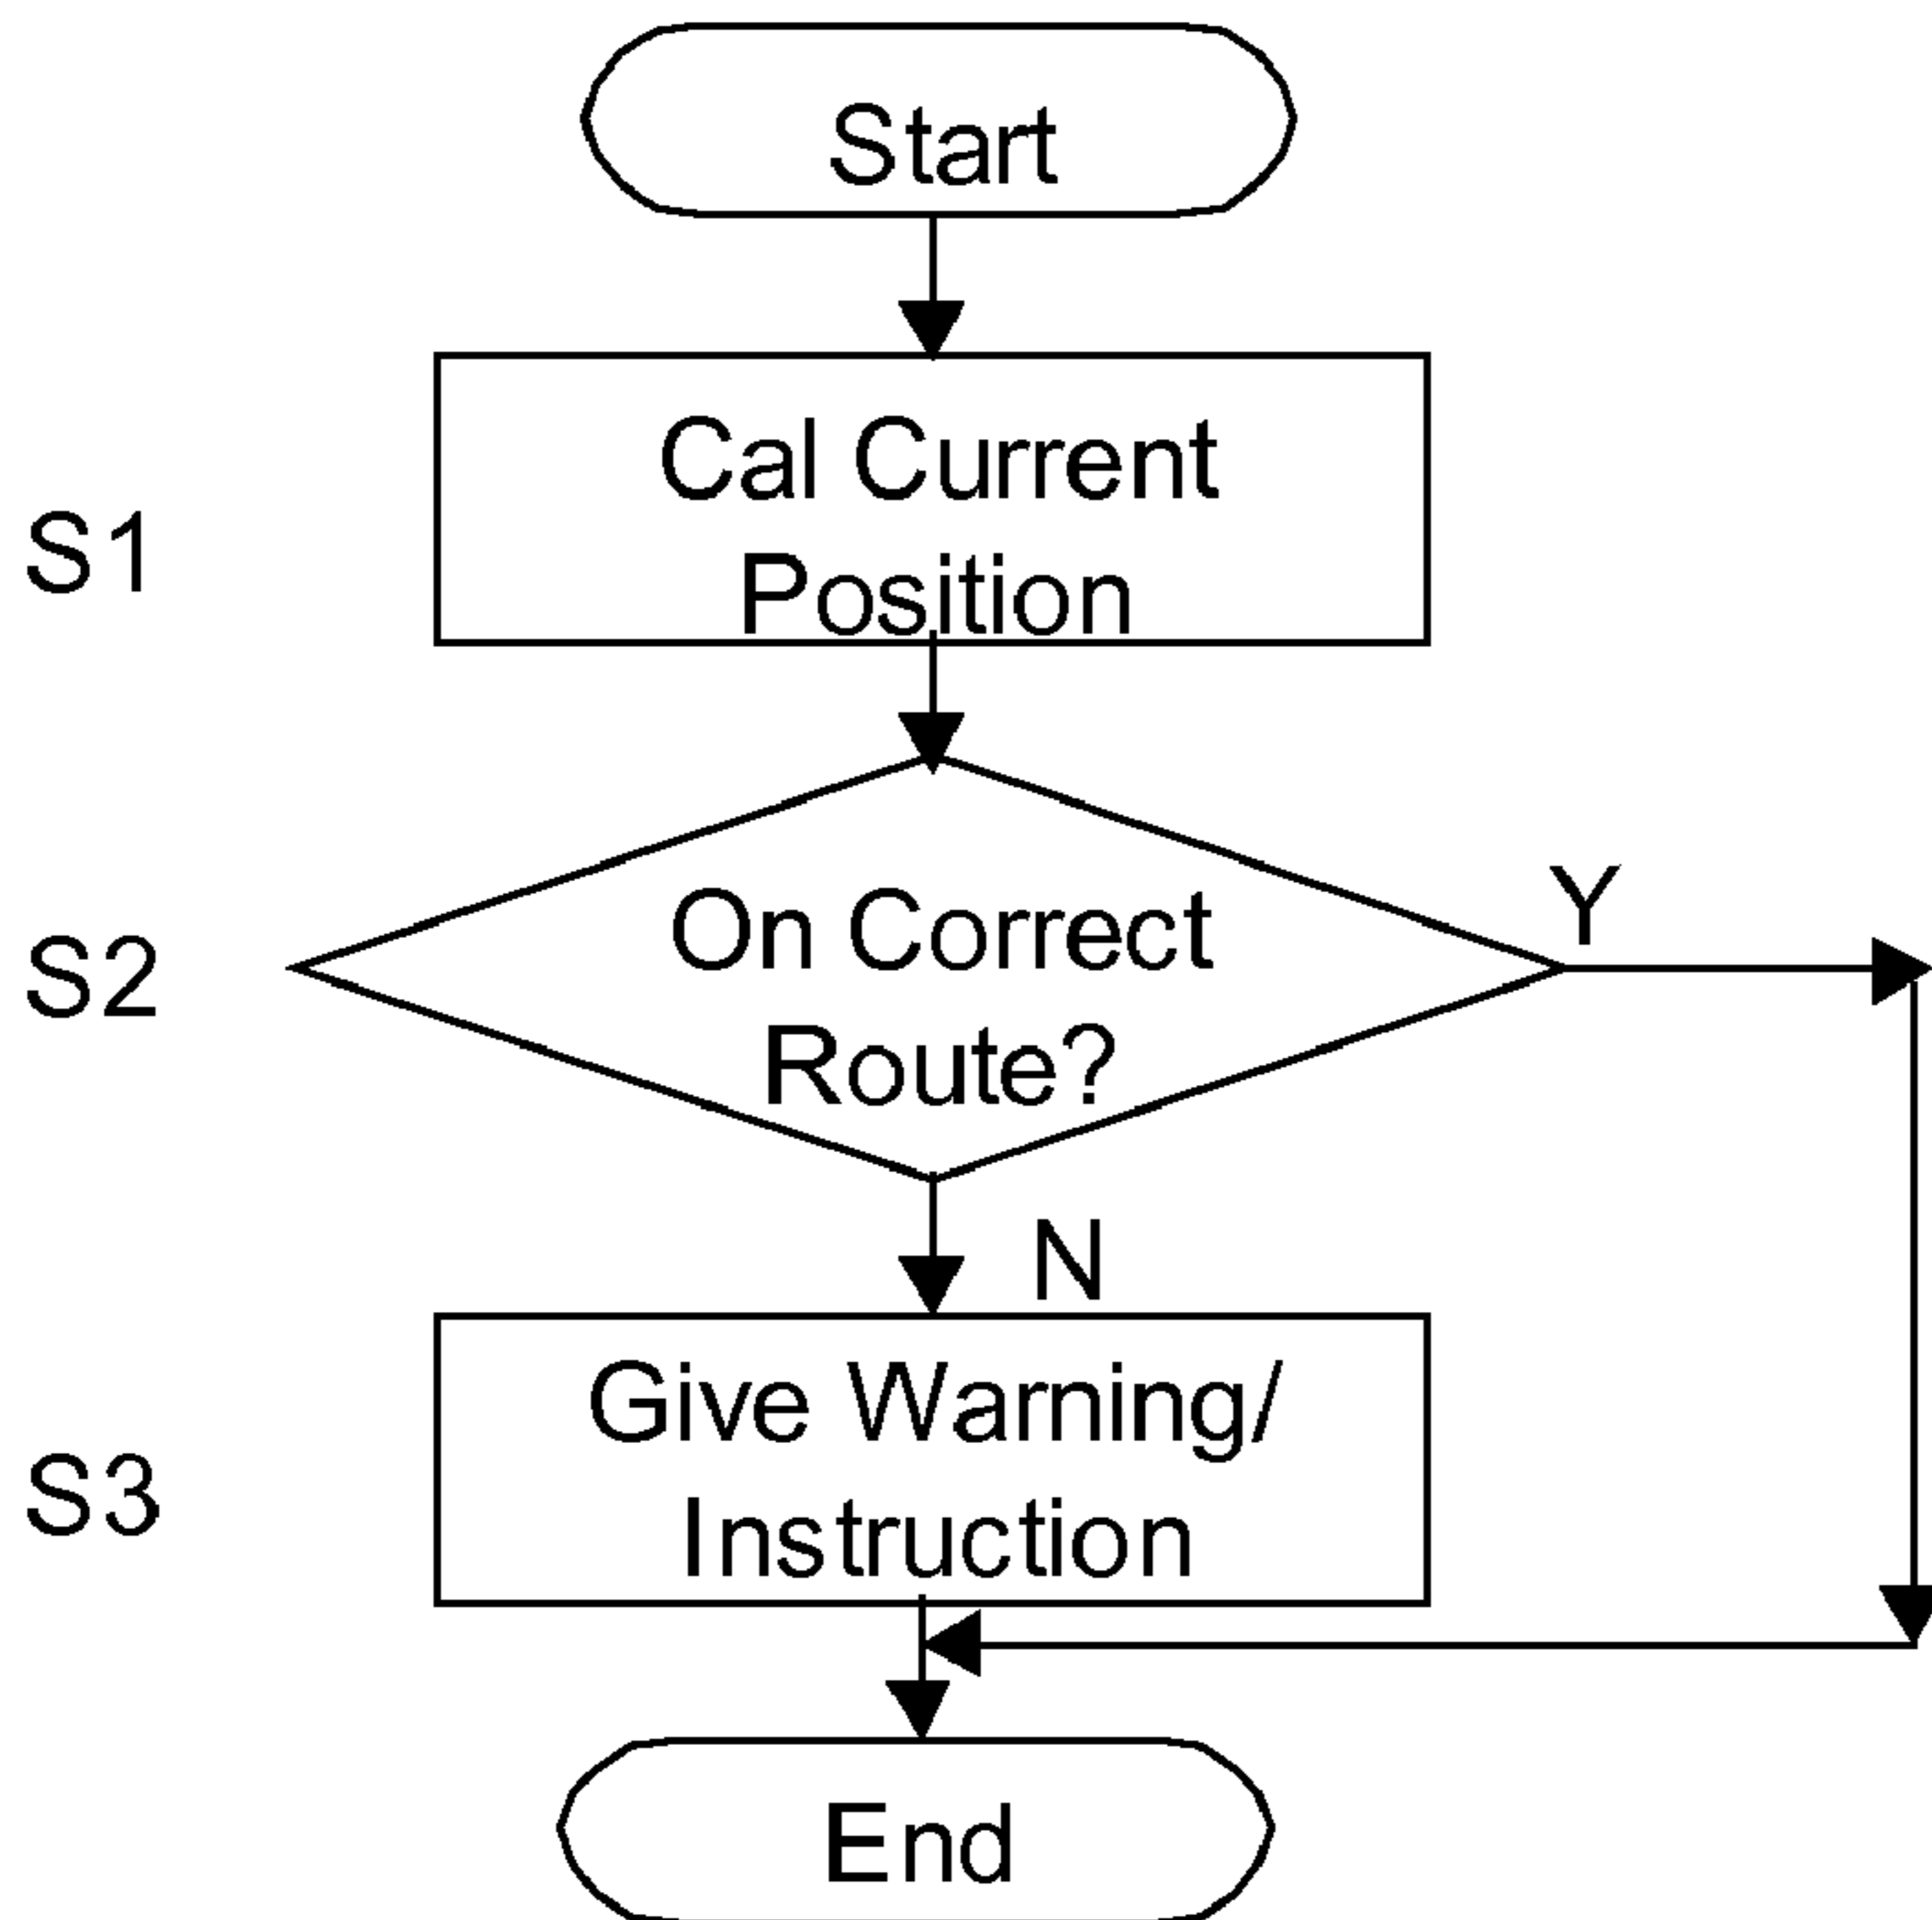 Start
Cal Current
Position
S1
On Correct
Route?
Y
S2
N
Give Warning/
Instruction
S3
End